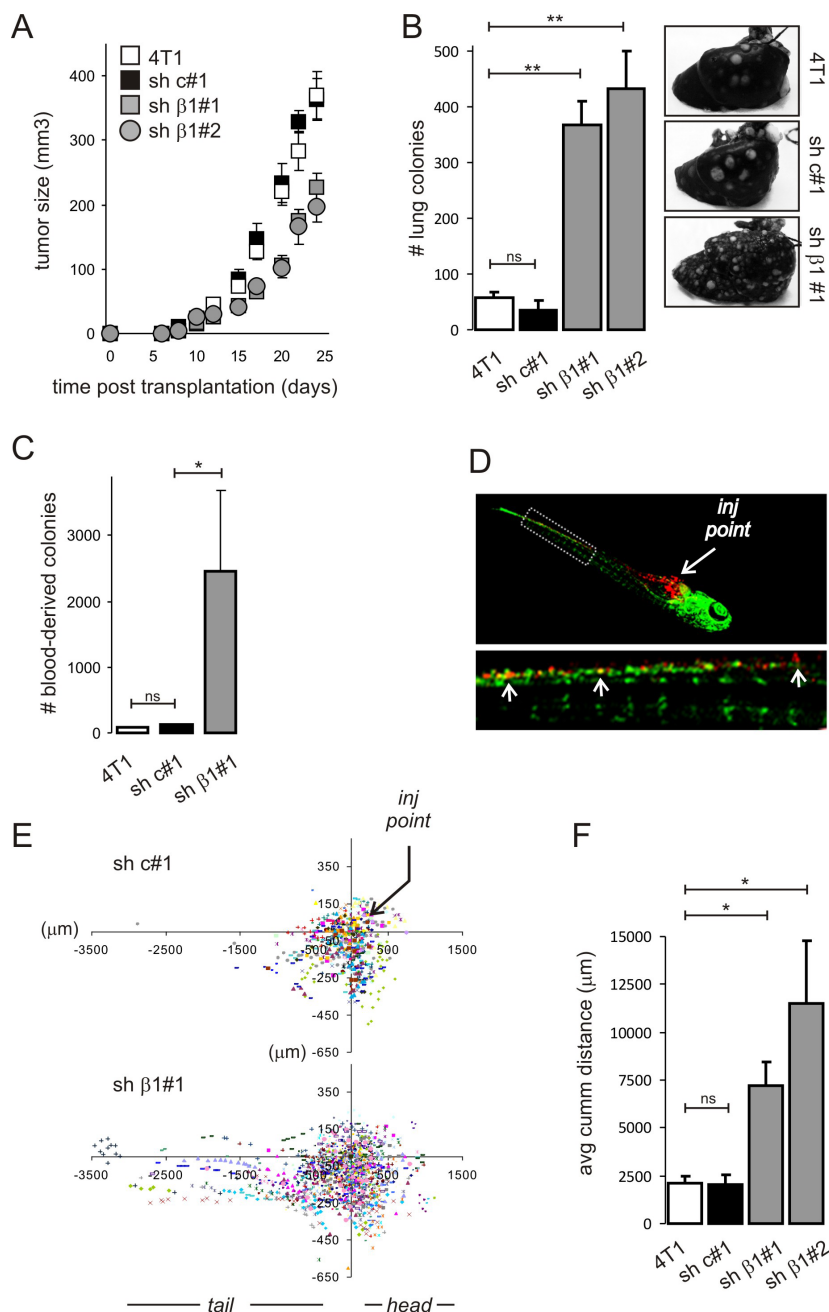 A
4T1
sh c#1
sh β1#1
sh β1#2
tumor size (mm3)
400
300
200
100
0
0 5 10 15 20 25
time post transplantation (days)
B
**
**
ns
# lung colonies
500
400
300
200
100
0
4T1
sh c#1
sh β1#1
sh β1#2
4T1
sh c#1
sh β1 #1
C
*
ns
# blood-derived colonies
3000
2000
1000
0
4T1
sh c#1
sh β1#1
D
inj
point
E
inj
point
sh c#1
350
150
(μm)
-3500 -2500 -1500 -500 500 1500
-50
-250
-450
(μm) -650
sh β1#1
350
150
-3500 -2500 -1500 -500 500 1500
-50
-250
-450
-650
tail head
F
*
*
ns
avg cumm distance (μm)
15000
12500
10000
7500
5000
2500
0
4T1
sh c#1
sh β1#1
sh β1#2